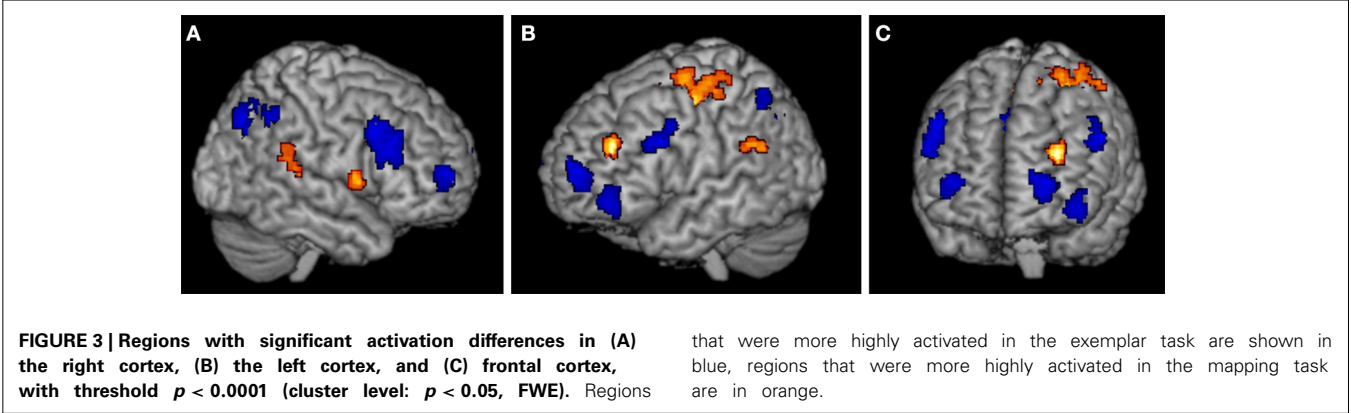 A
B
C
FIGURE 3 | Regions with significant activation differences in (A)
the right cortex, (B) the left cortex, and (C) frontal cortex,
with threshold p < 0.0001 (cluster level: p < 0.05, FWE). Regions
that were more highly activated in the exemplar task are shown in
blue, regions that were more highly activated in the mapping task
are in orange.